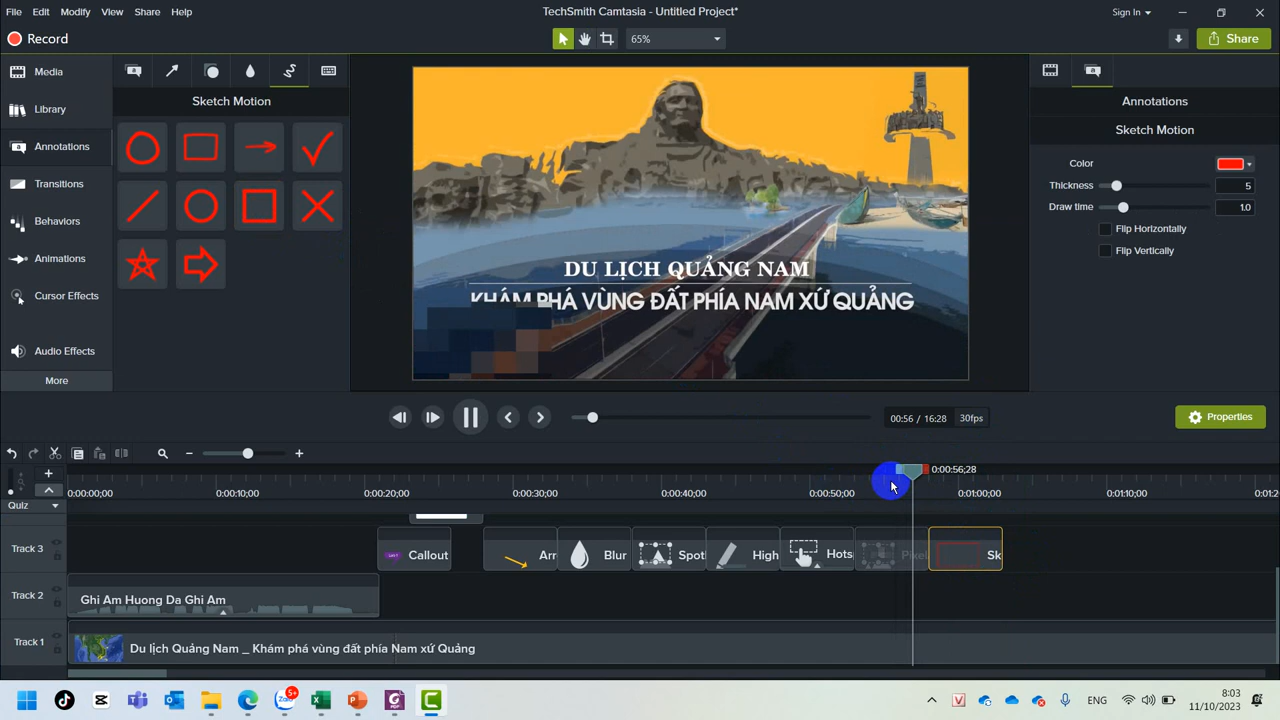 File Edit Modify View Share Help
TechSmith Camtasia - Untitled Project*
Sign In
Record
65%
Share
Media
Library
Annotations
Transitions
Behaviors
Animations
Cursor Effects
Audio Effects
More
Sketch Motion
DU LỊCH QUẢNG NAM
KHÁM PHÁ VÙNG ĐẤT PHÍA NAM XỨ QUẢNG
Annotations
Sketch Motion
Color
Thickness 5
Draw time 1.0
Flip Horizontally
Flip Vertically
00:56 / 16:28 30fps
Properties
0:00:56;28
0:00:00;00 0:00:10;00 0:00:20;00 0:00:30;00 0:00:40;00 0:00:50;00 0:01:00;00 0:01:10;00 0:01:2
Quiz
Track 3
Callout Arr Blur Spot High Hots Pixel Sk
Track 2
Ghi Am Huong Da Ghi Am
Track 1
Du lịch Quảng Nam _ Khám phá vùng đất phía Nam xứ Quảng
5+
ENG
8:03
11/10/2023